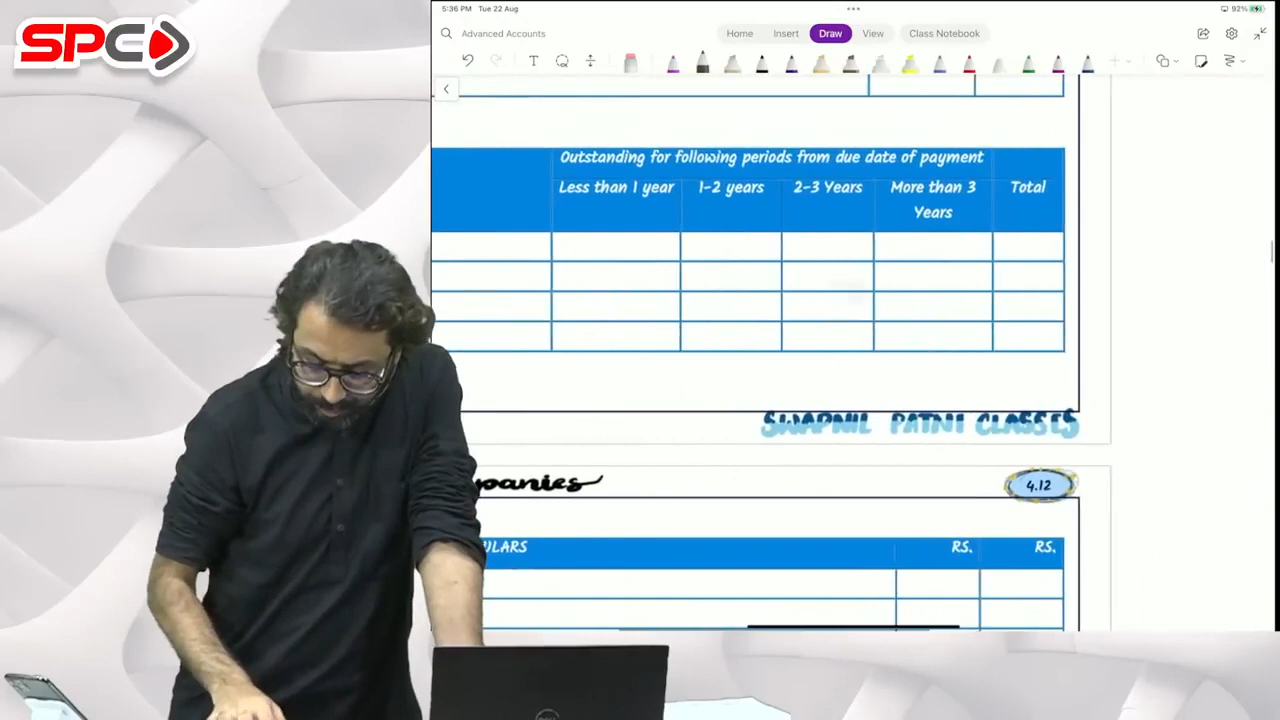 SPC
5:36 PM Tue 22 Aug
92%
Advanced Accounts
Home Insert Draw View Class Notebook
Outstanding for following periods from due date of payment
Less than 1 year 1-2 years 2-3 Years More than 3 Years Total
SWAPNIL PATNI CLASSES
panies
4.12
ULARS RS. RS.
DELL